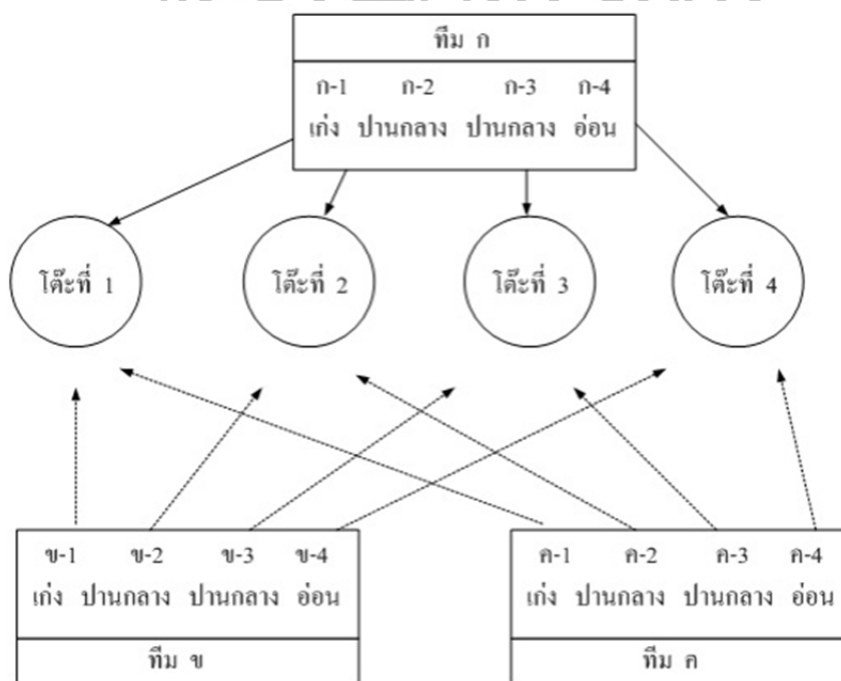 ทีม ก
ก-1 ก-2 ก-3 ก-4
เก่ง ปานกลาง ปานกลาง อ่อน
โต๊ะที่ 1 โต๊ะที่ 2 โต๊ะที่ 3 โต๊ะที่ 4
ข-1 ข-2 ข-3 ข-4 ค-1 ค-2 ค-3 ค-4
เก่ง ปานกลาง ปานกลาง อ่อน เก่ง ปานกลาง ปานกลาง อ่อน
ทีม ข ทีม ค